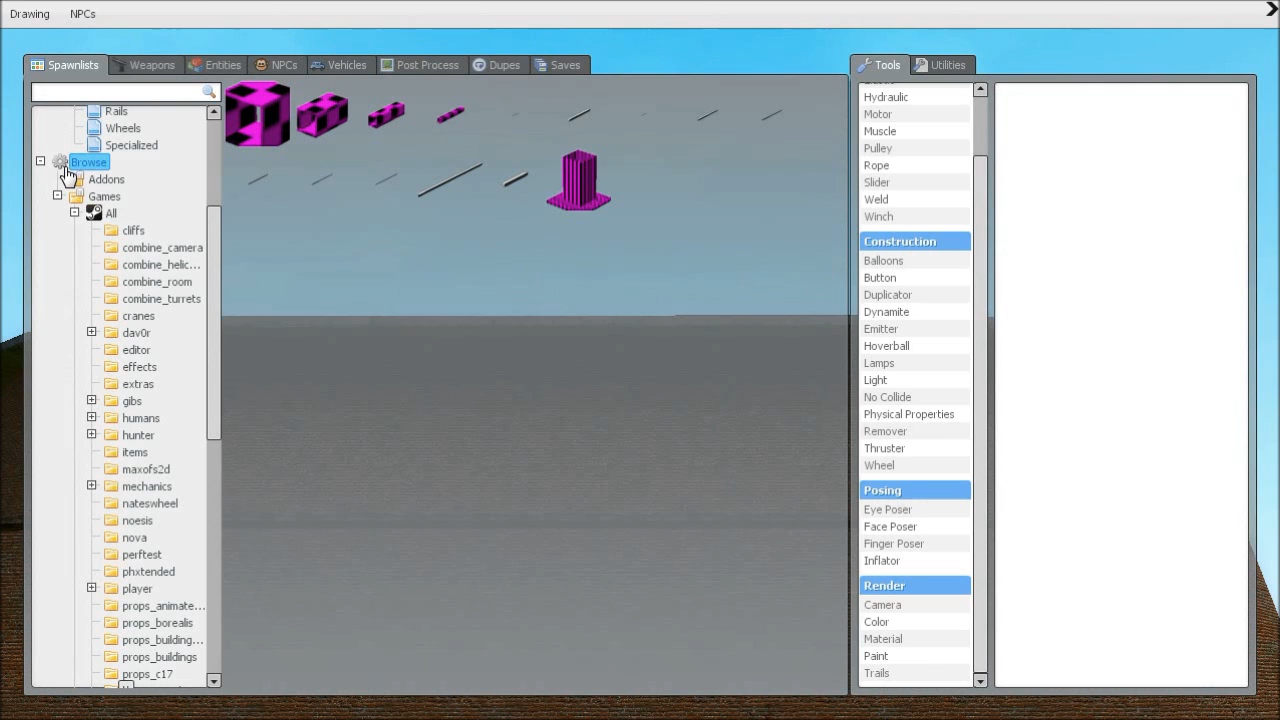 Drawing NPCs
Spawnlists Weapons Entities NPCs Vehicles Post Process Dupes Saves
Rails
Wheels
Specialized
Browse
Addons
Games
All
cliffs
combine_camera
combine_helic...
combine_room
combine_turrets
cranes
dav0r
editor
effects
extras
gibs
humans
hunter
items
maxofs2d
mechanics
nateswheel
noesis
nova
perftest
phxtended
player
props_animate...
props_borealis
props_building...
props_buildings
props_c17
Tools Utilities
Hydraulic
Motor
Muscle
Pulley
Rope
Slider
Weld
Winch
Construction
Balloons
Button
Duplicator
Dynamite
Emitter
Hoverball
Lamps
Light
No Collide
Physical Properties
Remover
Thruster
Wheel
Posing
Eye Poser
Face Poser
Finger Poser
Inflator
Render
Camera
Color
Material
Paint
Trails